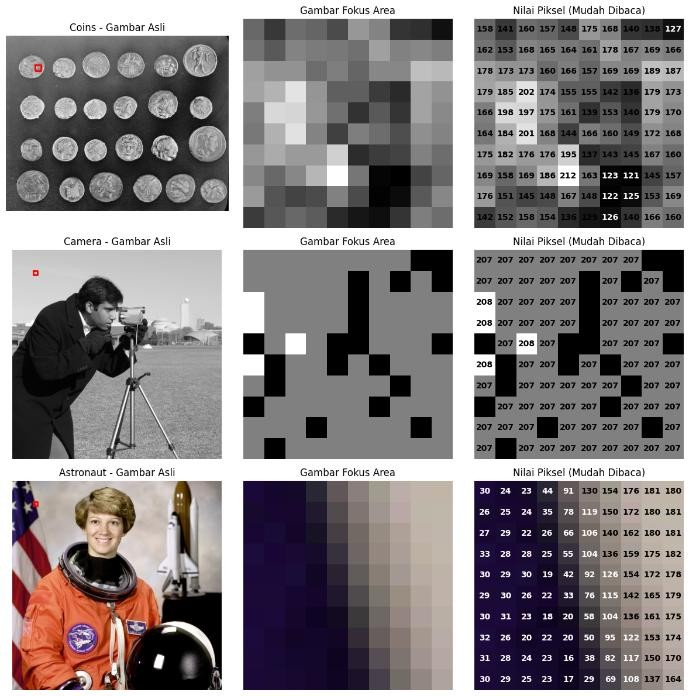 Coins - Gambar Asli
Gambar Fokus Area
Nilai Piksel (Mudah Dibaca)
158 141 160 157 148 175 168 140 138 127
162 153 168 165 164 161 178 167 169 166
178 173 173 160 166 157 169 169 189 187
179 185 202 174 155 155 142 136 179 173
166 198 197 175 161 139 153 140 179 170
164 184 201 168 144 166 160 149 172 168
175 182 176 176 195 137 143 145 167 160
169 158 169 186 212 163 123 121 145 157
176 151 145 148 167 148 122 125 153 169
142 152 158 154 136 129 126 140 166 160
Camera - Gambar Asli
Gambar Fokus Area
Nilai Piksel (Mudah Dibaca)
207 207 207 207 207 207 207 207
207 207 207 207 207 207 207 207
208 207 207 207 207 207 207 207 207
208 207 207 207 207 207 207 207 207
207 208 207 207 207 207 207
208 207 207 207 207 207 207
207 207 207 207 207 207 207 207
207 207 207 207 207 207 207 207
207 207 207 207 207 207 207 207
207 207 207 207 207 207 207 207 207
Astronaut - Gambar Asli
Gambar Fokus Area
Nilai Piksel (Mudah Dibaca)
30 24 23 44 91 130 154 176 181 180
26 25 24 35 78 119 150 172 180 181
27 29 22 26 66 106 140 162 180 181
33 28 28 25 55 104 136 159 175 182
30 29 30 19 42 92 126 154 172 178
29 30 26 22 33 76 115 142 165 179
30 31 23 18 20 58 104 136 161 175
32 26 20 22 20 50 95 122 153 174
31 28 24 23 16 38 82 117 150 170
30 29 25 23 17 29 69 108 137 164